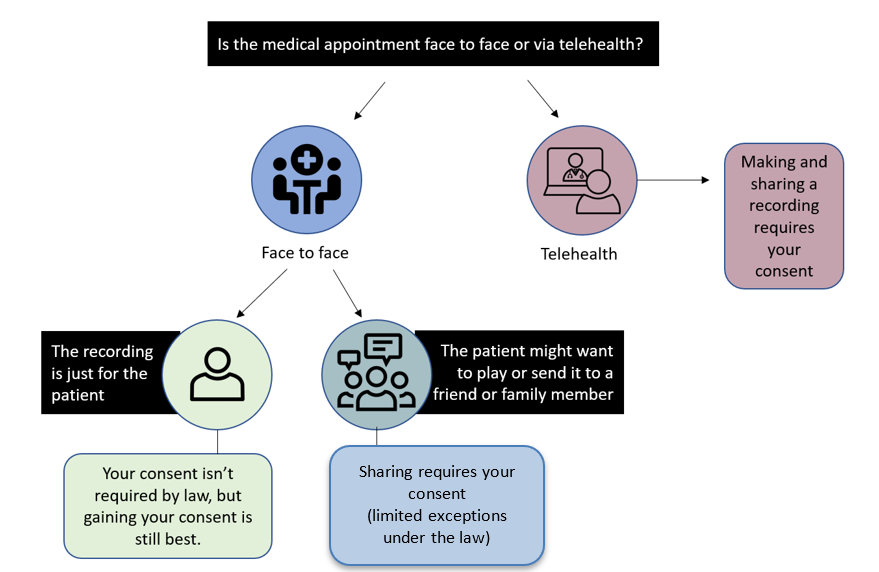 Is the medical appointment face to face or via telehealth?
Making and
sharing a
recording
requires
your
consent
Face to face
Telehealth
The recording
is just for the
patient
The patient might want
to play or send it to a
friend or family member
Your consent isn’t
required by law, but
gaining your consent is
still best.
Sharing requires your
consent
(limited exceptions
under the law)